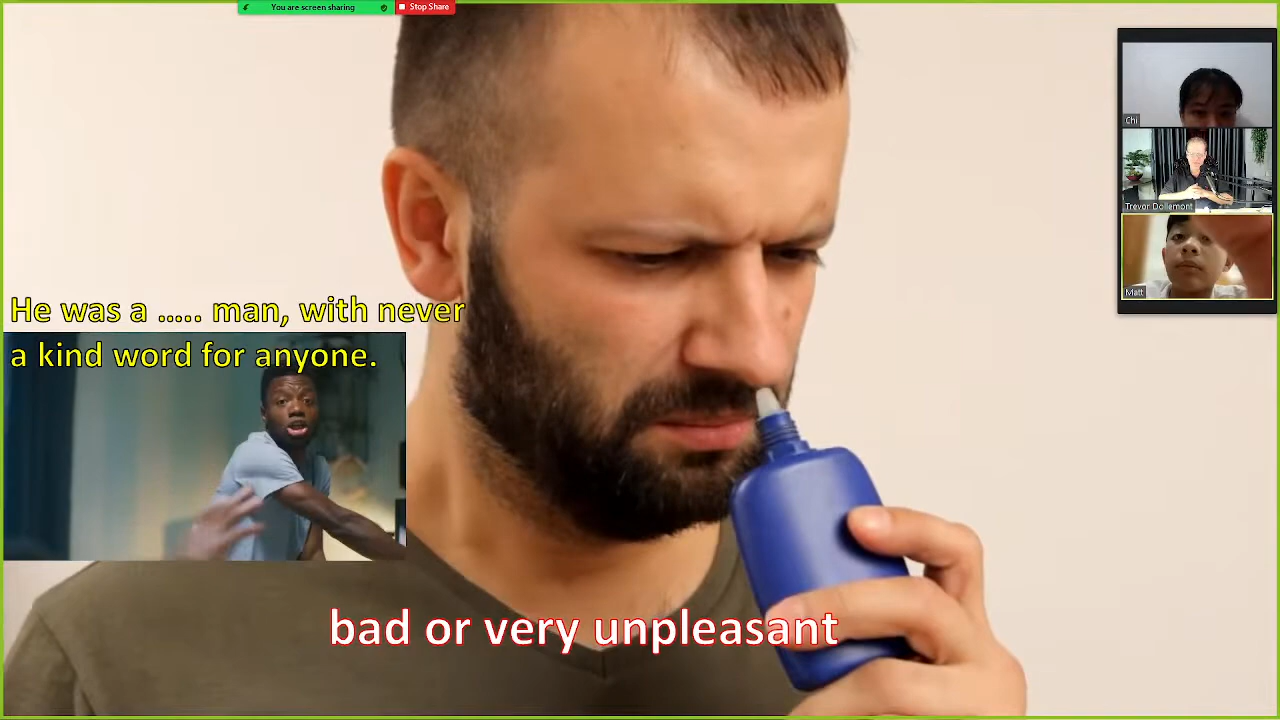 You are screen sharing
Stop Share
Chi
Trevor Dollemont
Matt
He was a ..... man, with never
a kind word for anyone.
bad or very unpleasant